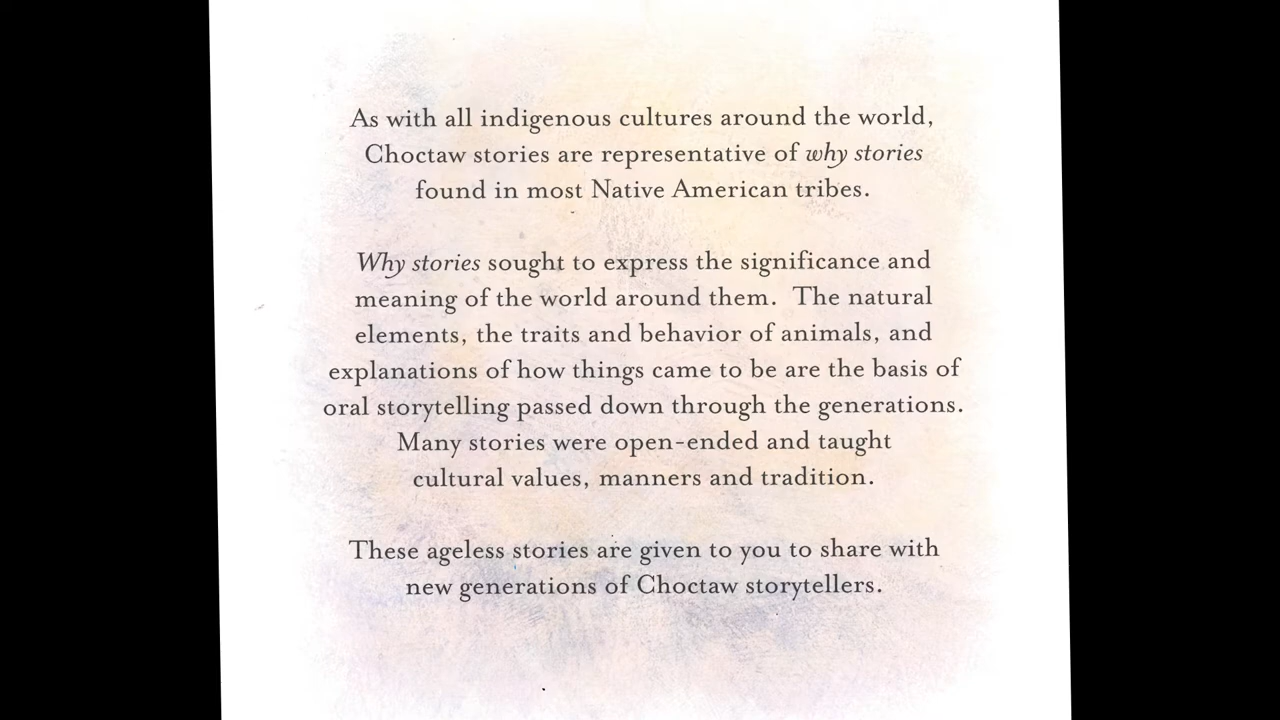 As with all indigenous cultures around the world,
Choctaw stories are representative of why stories
found in most Native American tribes.
Why stories sought to express the significance and
meaning of the world around them.  The natural
elements, the traits and behavior of animals, and
explanations of how things came to be are the basis of
oral storytelling passed down through the generations.
Many stories were open-ended and taught
cultural values, manners and tradition.
These ageless stories are given to you to share with
new generations of Choctaw storytellers.